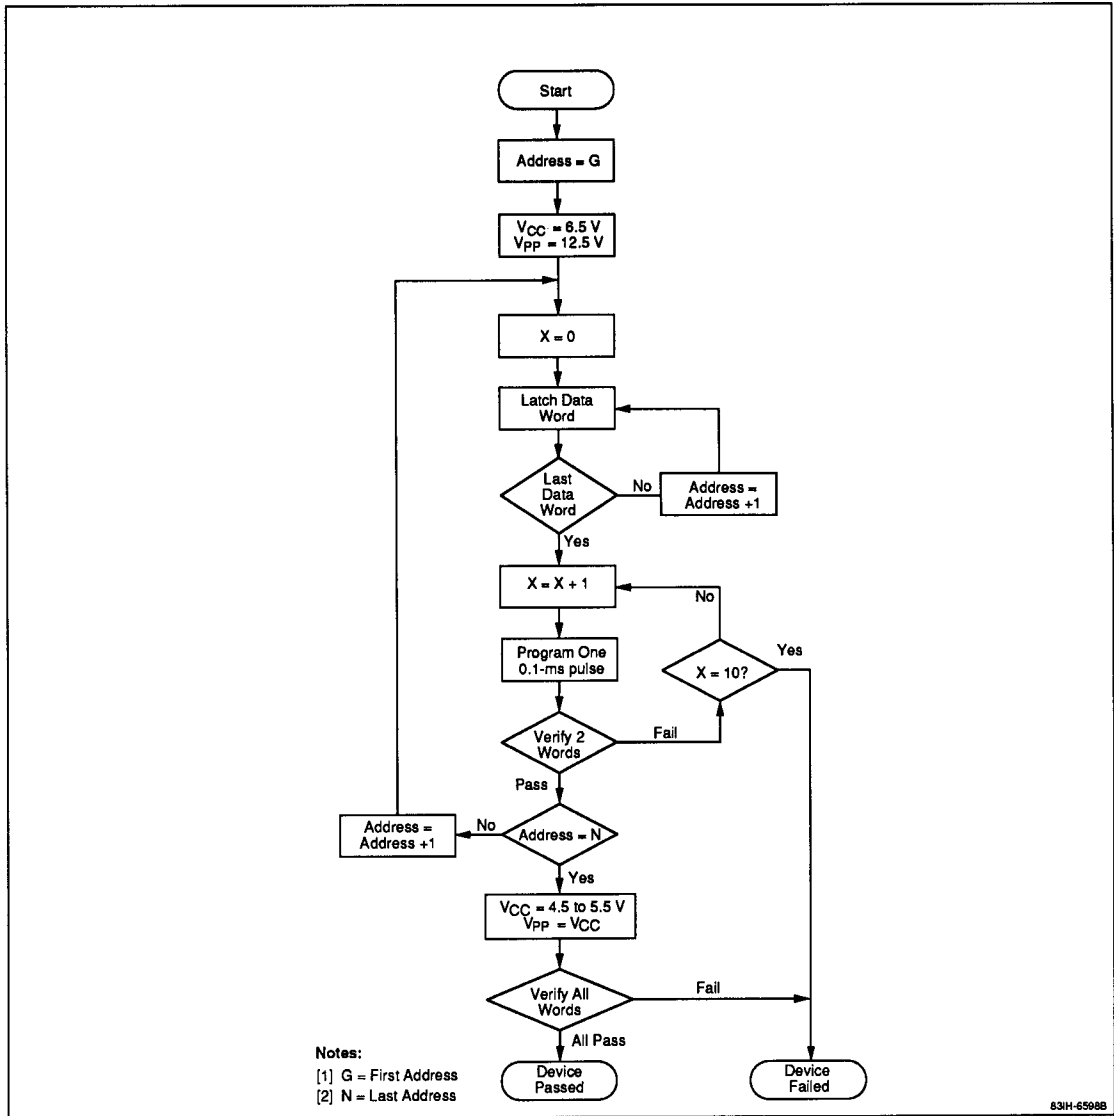 Start
Address = G
VCC = 6.5 V
VPP = 12.5 V
X = 0
Latch Data
Word
Last
Data
Word
No
Address =
Address +1
Yes
X = X + 1
No
Program One
0.1-ms pulse
X = 10?
Yes
Verify 2
Words
Fail
Pass
Address =
Address +1
No
Address = N
Yes
VCC = 4.5 to 5.5 V
VPP = VCC
Verify All
Words
Fail
All Pass
Device
Passed
Device
Failed
Notes:
[1] G = First Address
[2] N = Last Address
83IH-6598B